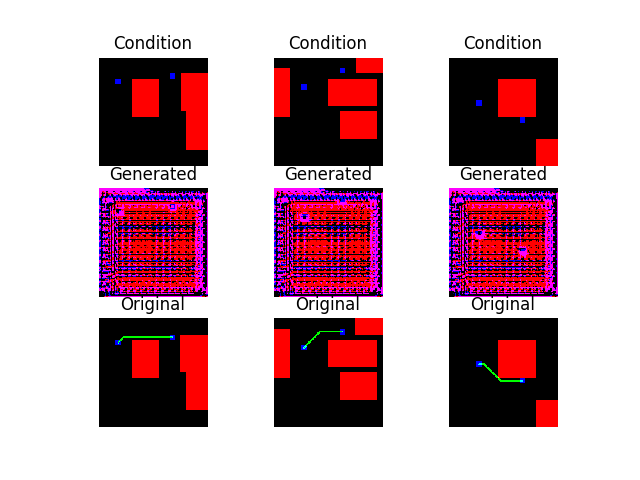 Condition Condition Condition
Generated Generated Generated
Original Original Original